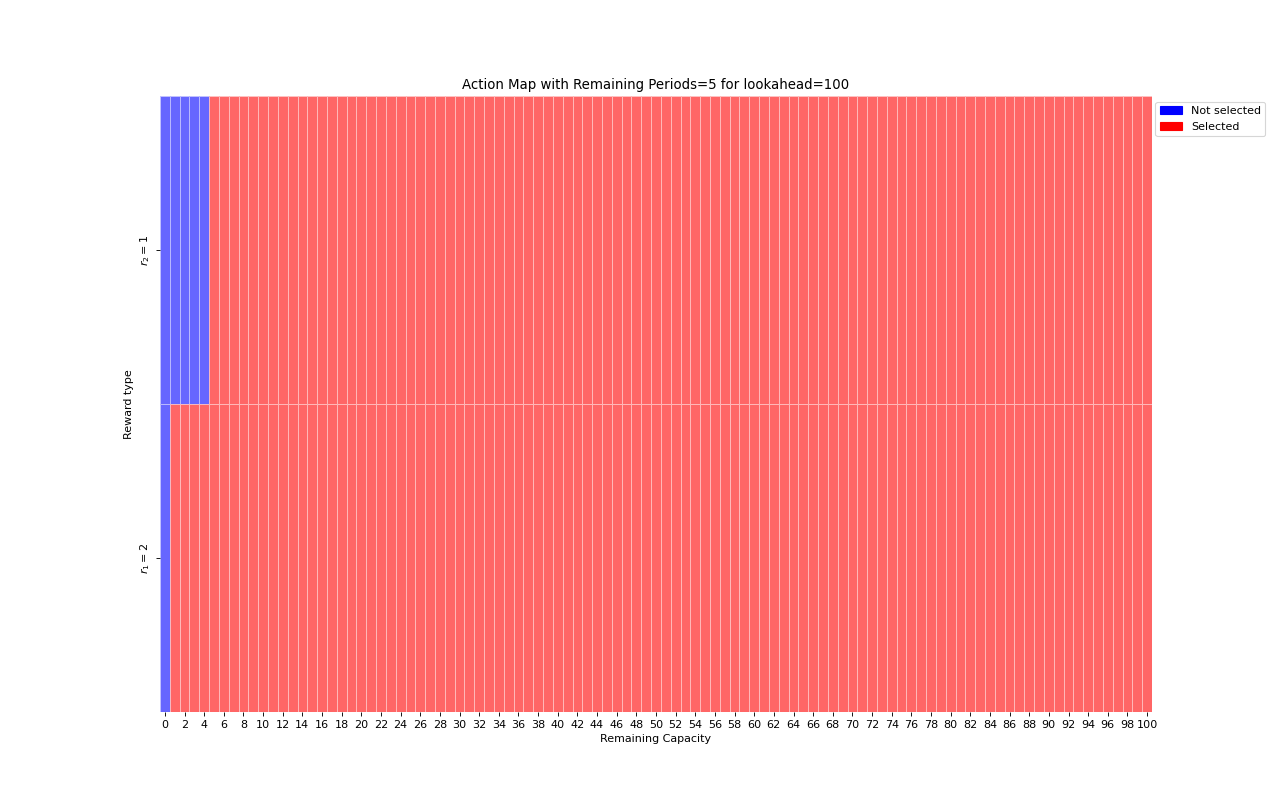 Action Map with Remaining Periods=5 for lookahead=100
Not selected
Selected
r₂ = 1
Reward type
r₁ = 2
0 2 4 6 8 10 12 14 16 18 20 22 24 26 28 30 32 34 36 38 40 42 44 46 48 50 52 54 56 58 60 62 64 66 68 70 72 74 76 78 80 82 84 86 88 90 92 94 96 98 100
Remaining Capacity